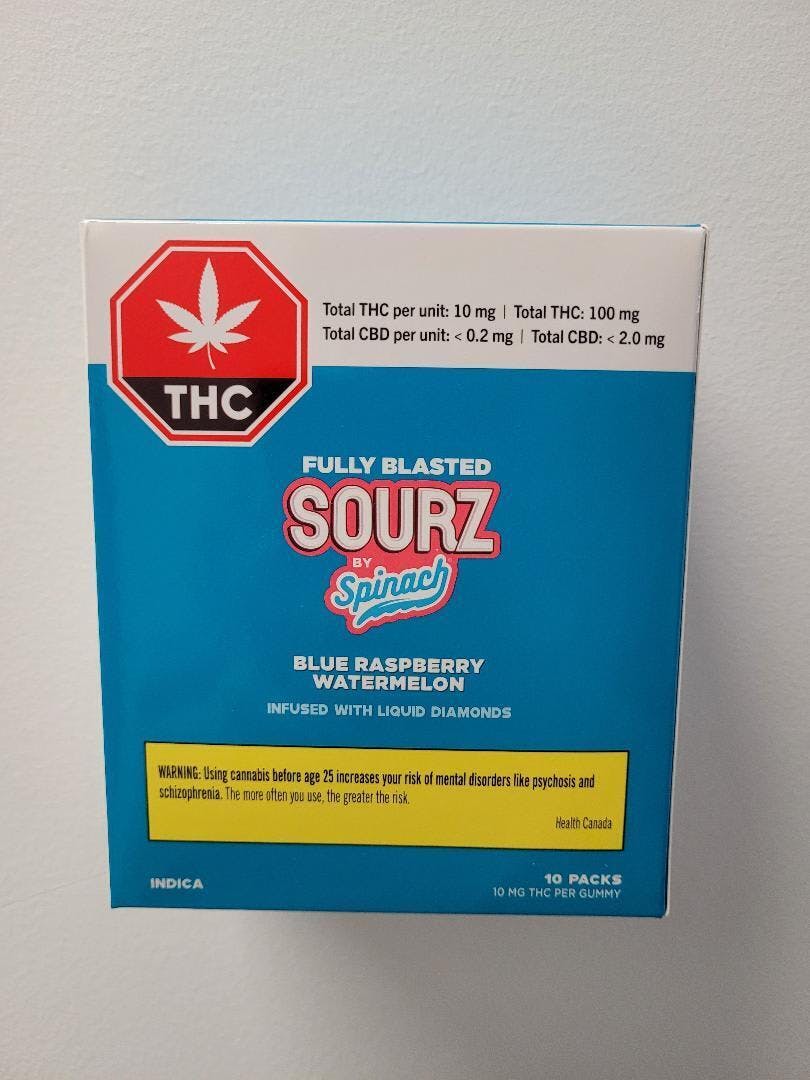 THC
Total THC per unit: 10 mg | Total THC: 100 mg
Total CBD per unit: < 0.2 mg | Total CBD: < 2.0 mg
FULLY BLASTED
SOURZ
BY
Spinach
BLUE RASPBERRY
WATERMELON
INFUSED WITH LIQUID DIAMONDS
WARNING: Using cannabis before age 25 increases your risk of mental disorders like psychosis and
schizophrenia. The more often you use, the greater the risk.
Health Canada
INDICA
10 PACKS
10 MG THC PER GUMMY